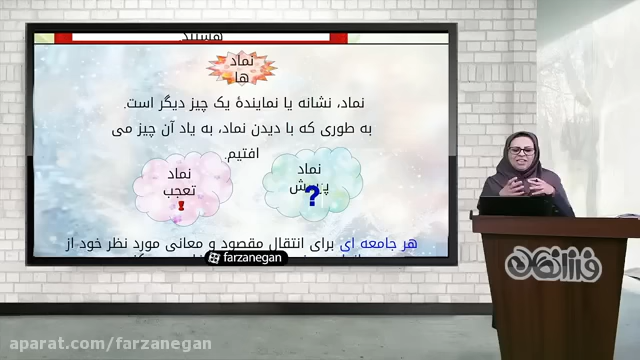 هستند.
نماد
ها
نماد، نشانه یا نمایندهٔ یک چیز دیگر است.
به طوری که با دیدن نماد، به یاد آن چیز می
افتیم.
نماد
پرسش
?
نماد
تعجب
!
هر جامعه ای برای انتقال مقصود و معانی مورد نظر خود از
farzanegan
فرزانگان
aparat.com/farzanegan